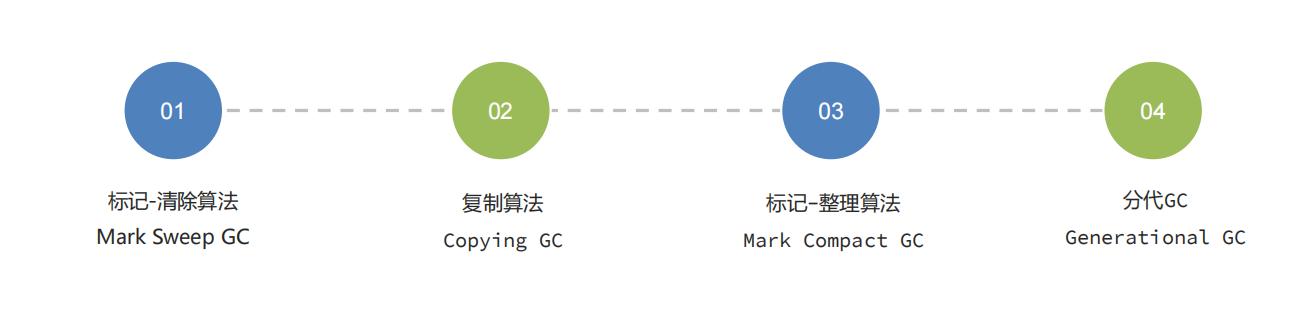 01
02
03
04
标记-清除算法
Mark Sweep GC
复制算法
Copying GC
标记-整理算法
Mark Compact GC
分代GC
Generational GC